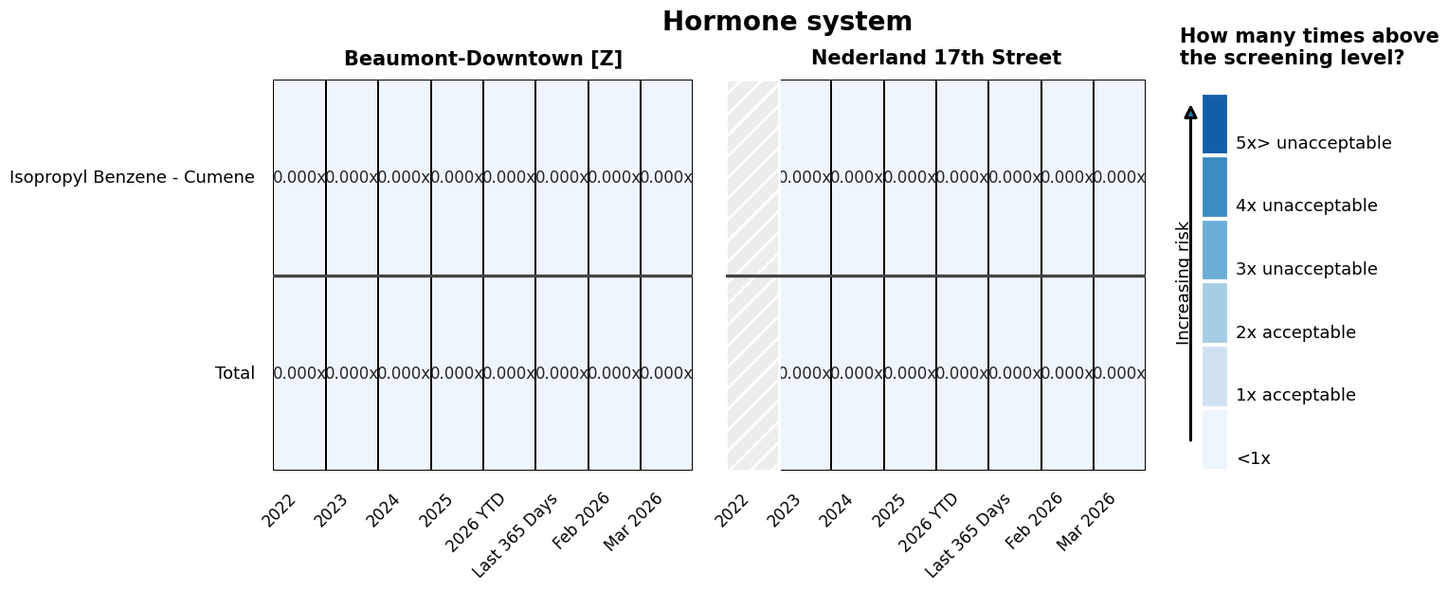 Hormone system
Beaumont-Downtown [Z]
Nederland 17th Street
How many times above
the screening level?
Isopropyl Benzene - Cumene
0.000x 0.000x 0.000x 0.000x 0.000x 0.000x 0.000x 0.000x
0.000x 0.000x 0.000x 0.000x 0.000x 0.000x 0.000x
Total
0.000x 0.000x 0.000x 0.000x 0.000x 0.000x 0.000x 0.000x
0.000x 0.000x 0.000x 0.000x 0.000x 0.000x 0.000x
2022
2023
2024
2025
2026 YTD
Last 365 Days
Feb 2026
Mar 2026
2022
2023
2024
2025
2026 YTD
Last 365 Days
Feb 2026
Mar 2026
Increasing risk
5x> unacceptable
4x unacceptable
3x unacceptable
2x acceptable
1x acceptable
<1x